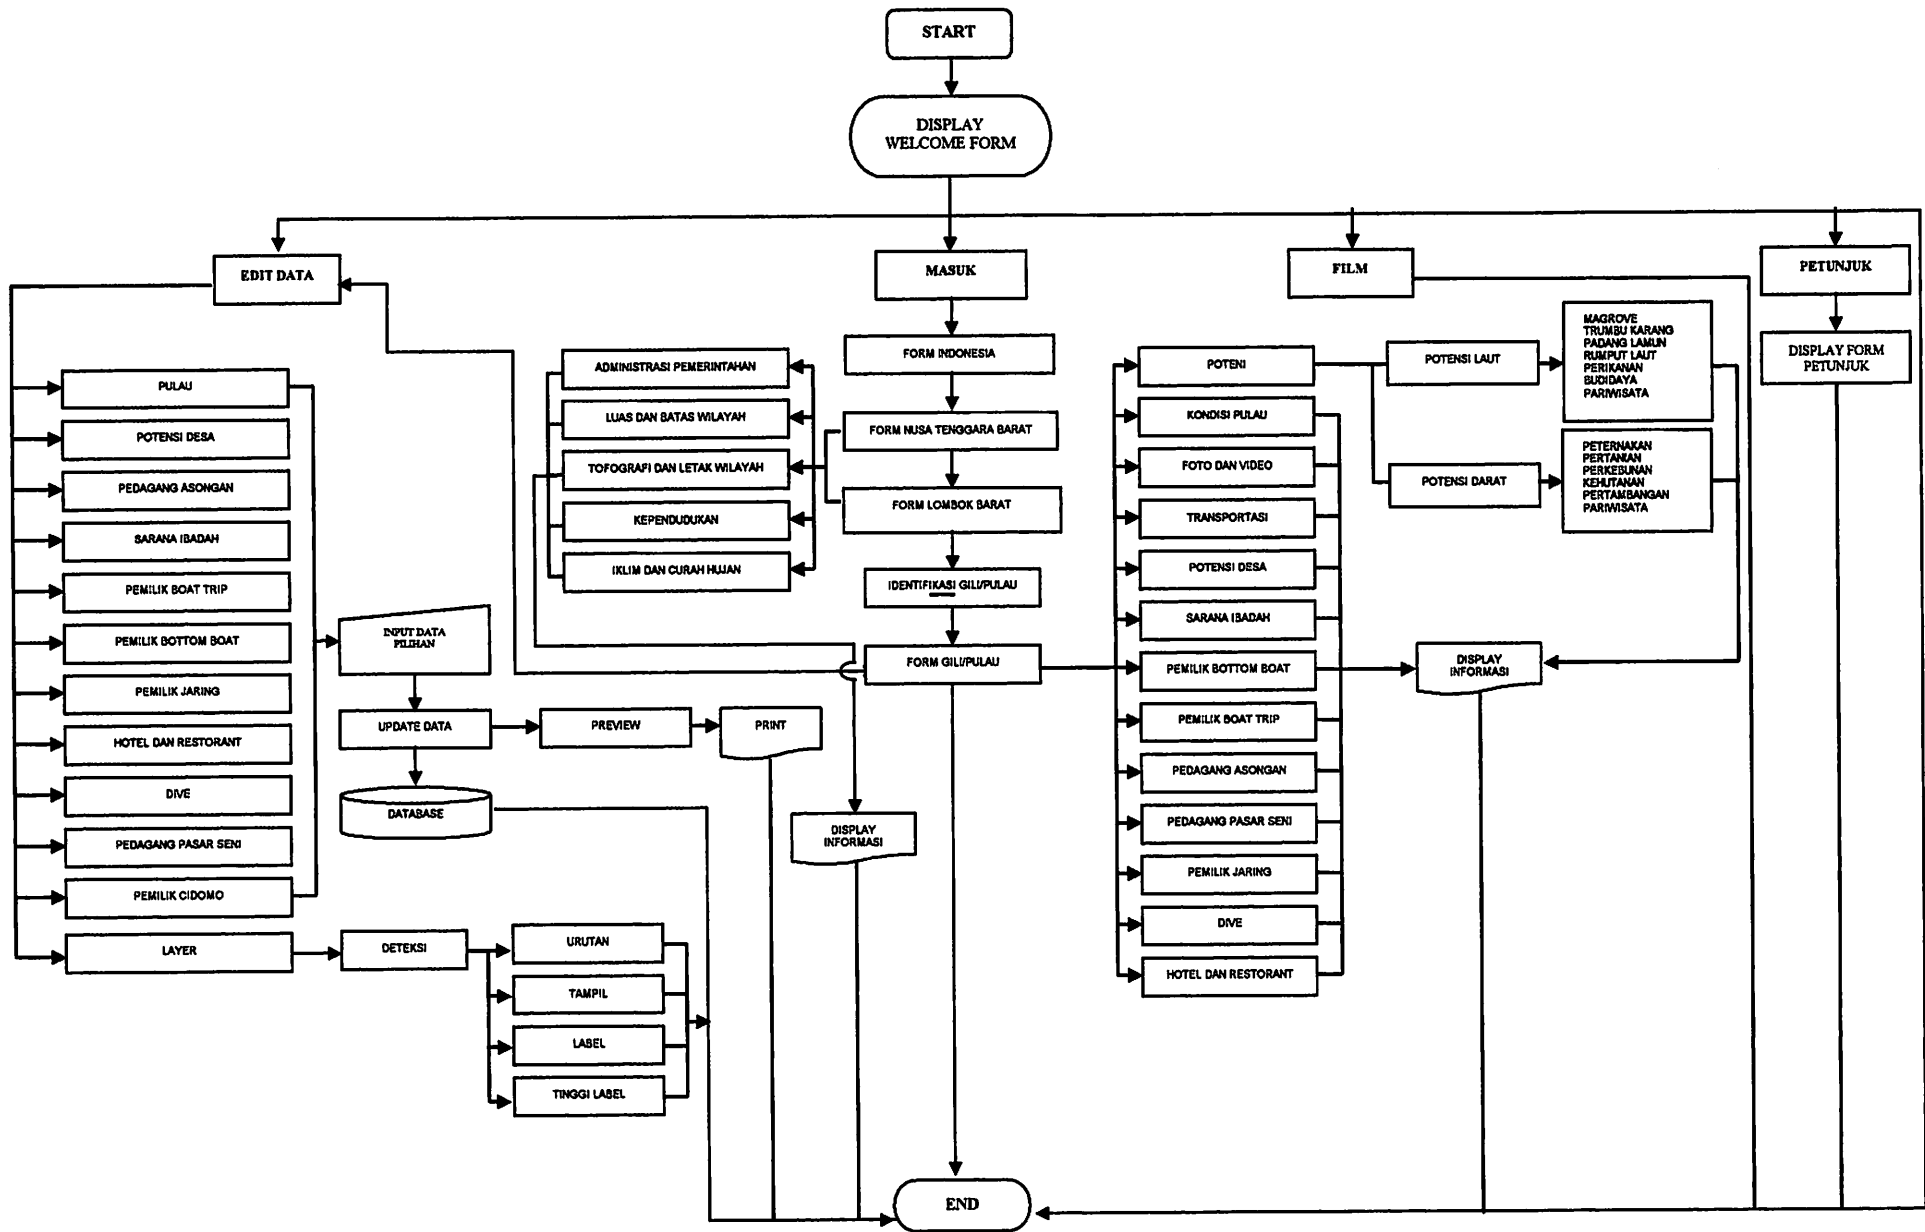 START
DISPLAY
WELCOME FORM
EDIT DATA
MASUK
FILM
PETUNJUK
PULAU
POTENSI DESA
PEDAGANG ASONGAN
SARANA IBADAH
PEMILIK BOAT TRIP
PEMILIK BOTTOM BOAT
PEMILIK JARING
HOTEL DAN RESTORANT
DIVE
PEDAGANG PASAR SENI
PEMILIK CIDOMO
LAYER
INPUT DATA
PILIHAN
UPDATE DATA
PREVIEW
PRINT
DATABASE
DETEKSI
URUTAN
TAMPIL
LABEL
TINGGI LABEL
ADMINISTRASI PEMERINTAHAN
LUAS DAN BATAS WILAYAH
TOFOGRAFI DAN LETAK WILAYAH
KEPENDUDUKAN
IKLIM DAN CURAH HUJAN
DISPLAY
INFORMASI
FORM INDONESIA
FORM NUSA TENGGARA BARAT
FORM LOMBOK BARAT
IDENTIFIKASI GILI/PULAU
FORM GILI/PULAU
POTENI
KONDISI PULAU
FOTO DAN VIDEO
TRANSPORTASI
POTENSI DESA
SARANA IBADAH
PEMILIK BOTTOM BOAT
PEMILIK BOAT TRIP
PEDAGANG ASONGAN
PEDAGANG PASAR SENI
PEMILIK JARING
DIVE
HOTEL DAN RESTORANT
POTENSI LAUT
MAGROVE
TRUMBU KARANG
PADANG LAMUN
RUMPUT LAUT
PERIKANAN
BUDIDAYA
PARIWISATA
POTENSI DARAT
PETERNAKAN
PERTANIAN
PERKEBUNAN
KEHUTANAN
PERTAMBANGAN
PARIWISATA
DISPLAY
INFORMASI
DISPLAY FORM
PETUNJUK
END